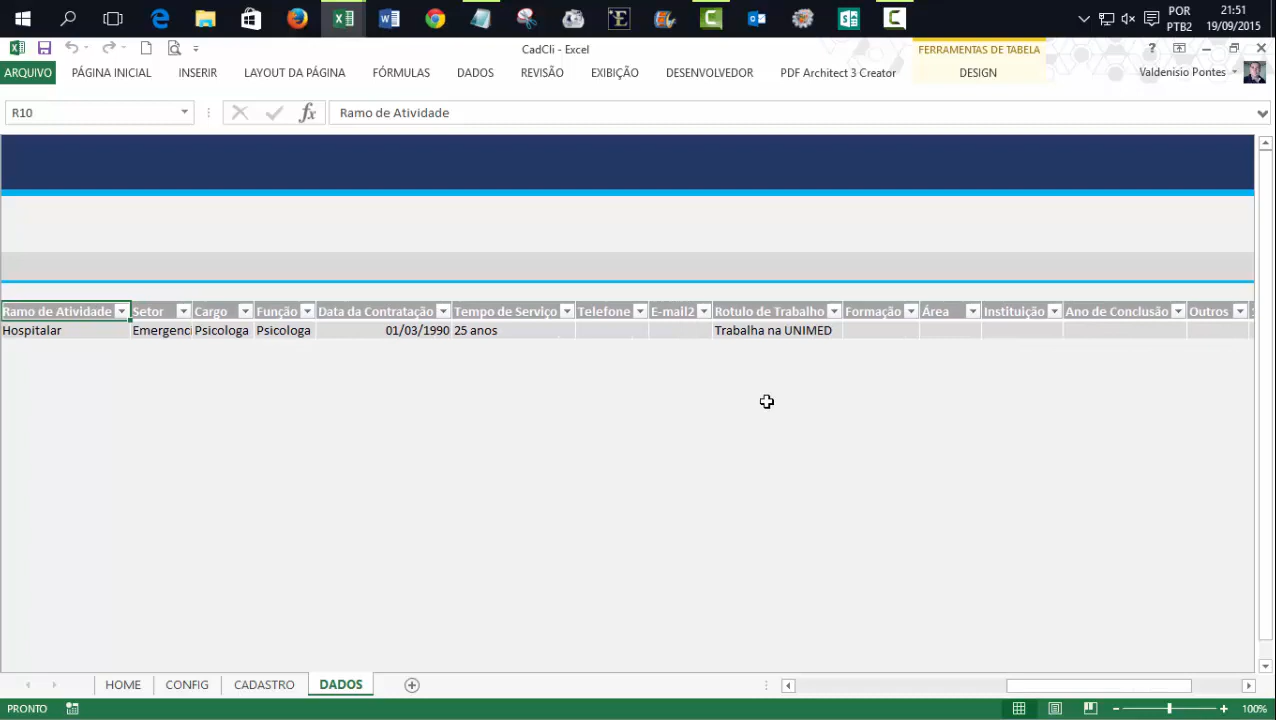 21:51
POR
PTB2
19/09/2015
CadCli - Excel
FERRAMENTAS DE TABELA
?
ARQUIVO PÁGINA INICIAL INSERIR LAYOUT DA PÁGINA FÓRMULAS DADOS REVISÃO EXIBIÇÃO DESENVOLVEDOR PDF Architect 3 Creator DESIGN Valdenisio Pontes
R10 fx Ramo de Atividade
Ramo de Atividade Setor Cargo Função Data da Contratação Tempo de Serviço Telefone E-mail2 Rotulo de Trabalho Formação Área Instituição Ano de Conclusão Outros
Hospitalar Emergenci Psicologa Psicologa 01/03/1990 25 anos Trabalha na UNIMED
HOME CONFIG CADASTRO DADOS
PRONTO 100%